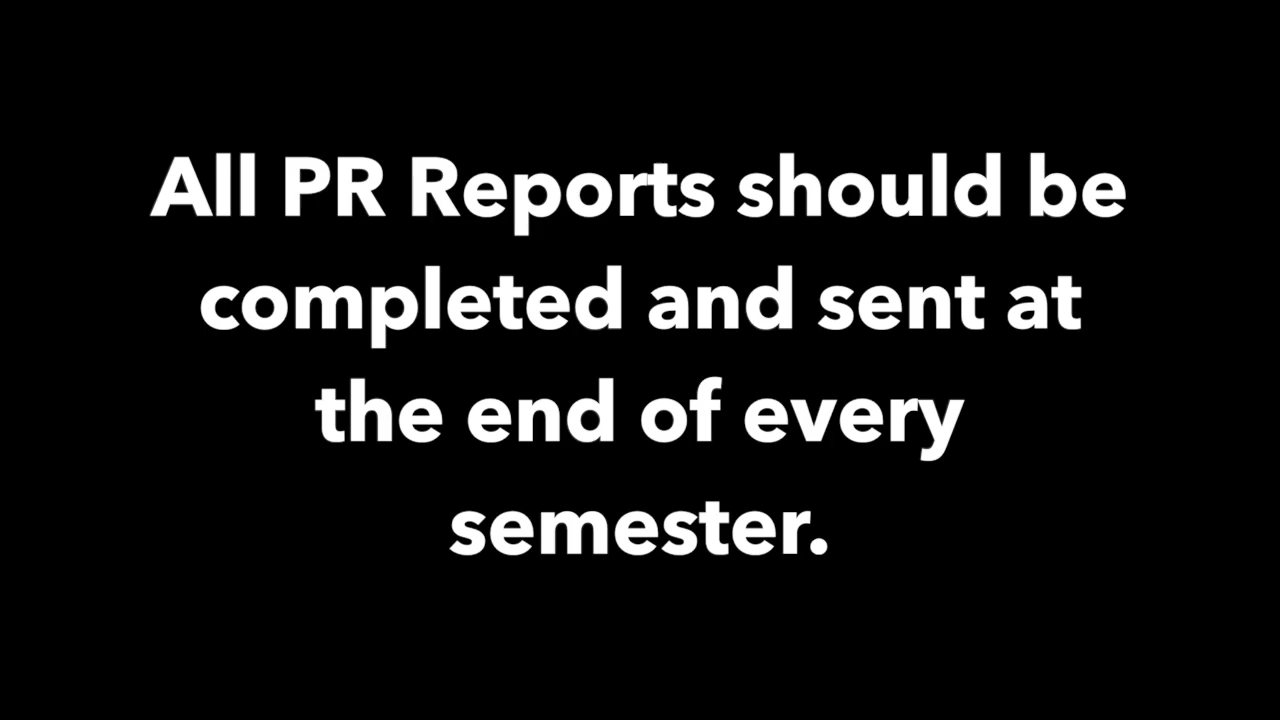 All PR Reports should be
completed and sent at
the end of every
semester.